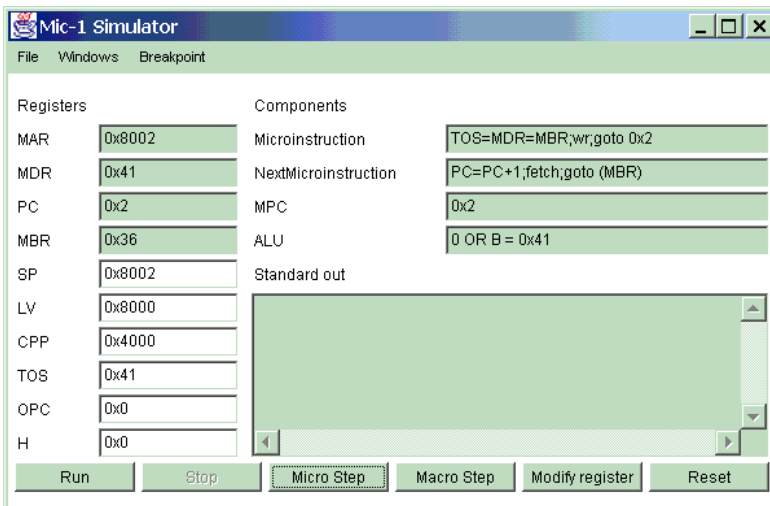 Mic-1 Simulator
File Windows Breakpoint
Registers Components
MAR 0x8002 Microinstruction TOS=MDR=MBR;wr;goto 0x2
MDR 0x41 NextMicroinstruction PC=PC+1;fetch;goto (MBR)
PC 0x2 MPC 0x2
MBR 0x36 ALU 0 OR B = 0x41
SP 0x8002 Standard out
LV 0x8000
CPP 0x4000
TOS 0x41
OPC 0x0
H 0x0
Run Stop Micro Step Macro Step Modify register Reset